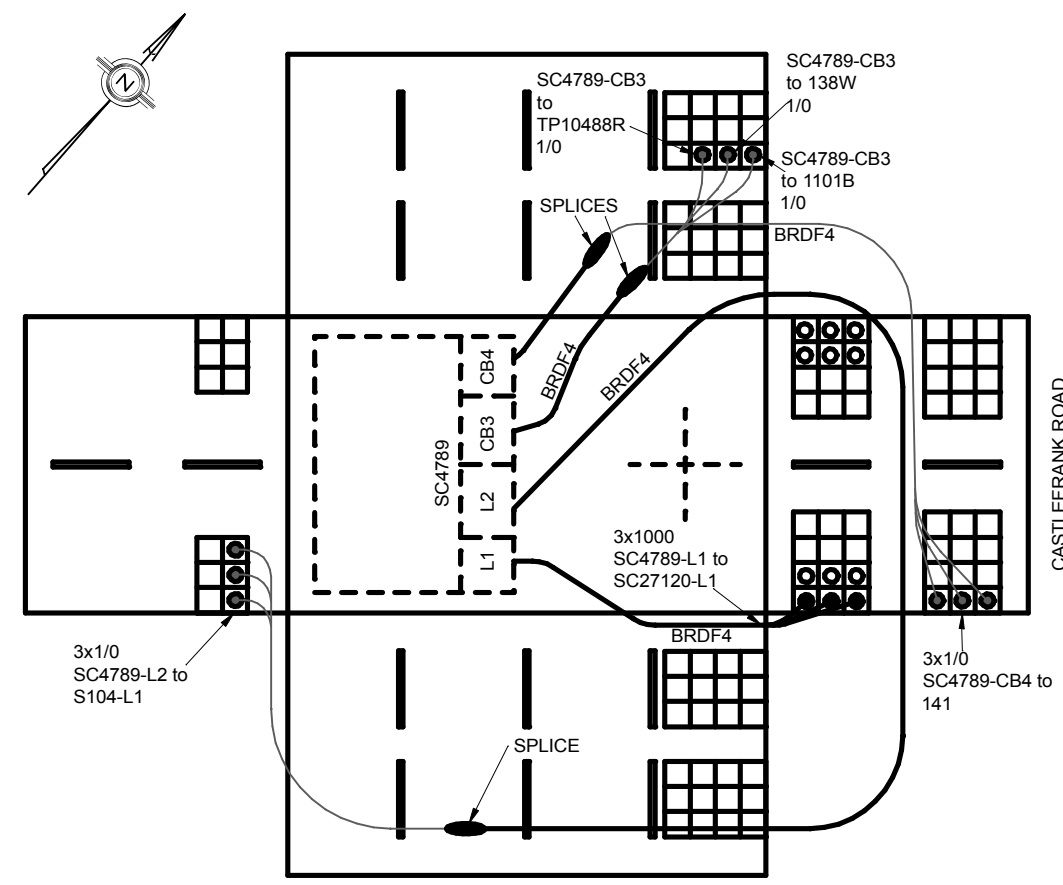 N
SC4789-CB3
to
TP10488R
1/0
SC4789-CB3
to 138W
1/0
SC4789-CB3
to 1101B
1/0
SPLICES
BRDF4
CB4
BRDF4
BRDF4
CB3
SC4789
L2
L1
CASTLEFRANK ROAD
3x1000
SC4789-L1 to
SC27120-L1
BRDF4
3x1/0
SC4789-L2 to
S104-L1
3x1/0
SC4789-CB4 to
141
SPLICE